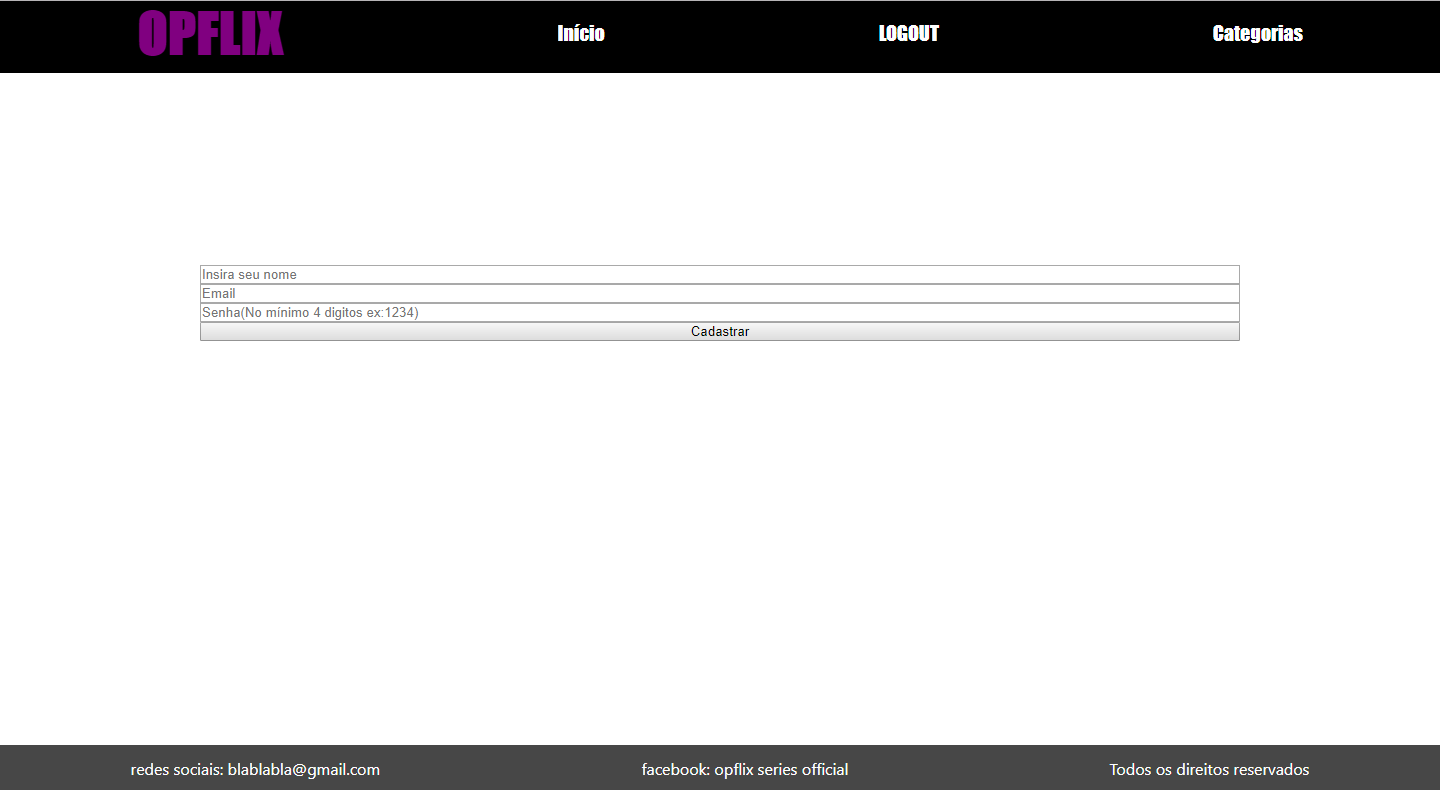 OPFLIX Início LOGOUT Categorias
Insira seu nome
Email
Senha(No mínimo 4 digitos ex:1234)
Cadastrar
redes sociais: blablabla@gmail.com facebook: opflix series official Todos os direitos reservados